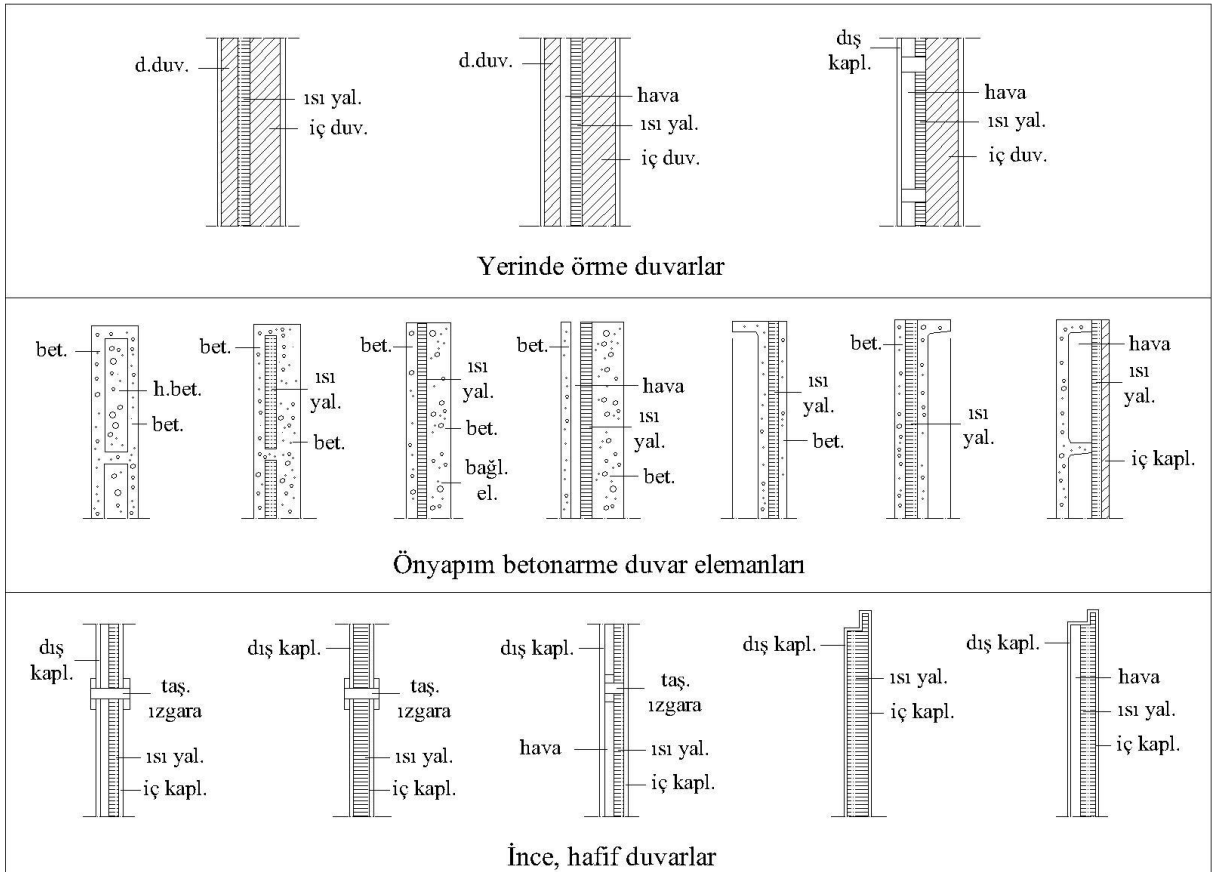 d.duv.
ısı yal.
iç duv.
d.duv.
hava
ısı yal.
iç duv.
dış
kapl.
hava
ısı yal.
iç duv.
Yerinde örme duvarlar
bet.
h.bet.
bet.
bet.
ısı
yal.
bet.
bet.
ısı
yal.
bet.
bağl.
el.
bet.
hava
ısı
yal.
bet.
ısı
yal.
bet.
bet.
ısı
yal.
hava
ısı
yal.
iç kapl.
Önyapım betonarme duvar elemanları
dış
kapl.
taş.
ızgara
ısı yal.
iç kapl.
dış kapl.
taş.
ızgara
ısı yal.
iç kapl.
dış kapl.
taş.
ızgara
hava
ısı yal.
iç kapl.
dış kapl.
ısı yal.
iç kapl.
dış kapl.
hava
ısı yal.
iç kapl.
İnce, hafif duvarlar